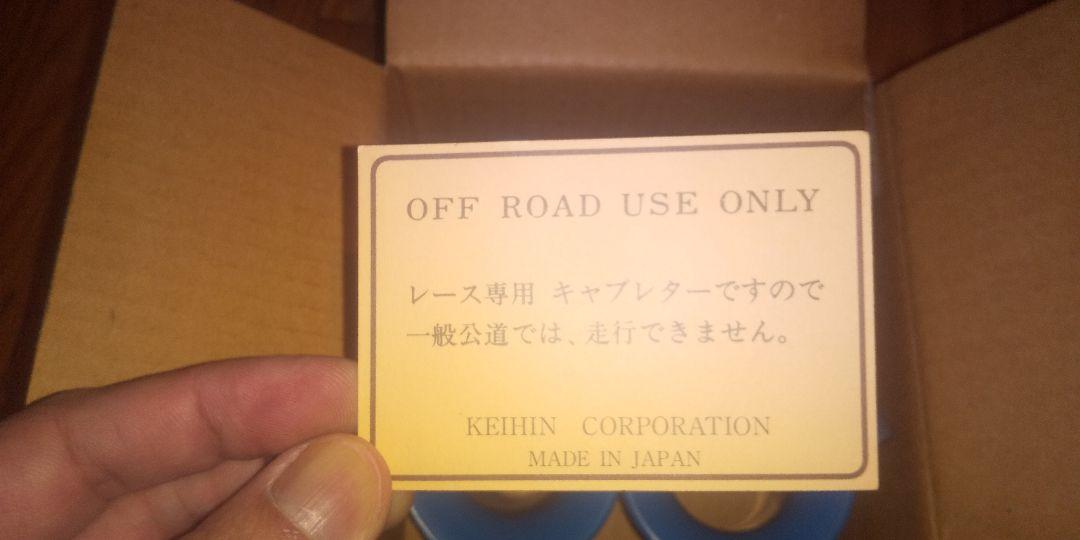 OFF ROAD USE ONLY
レース専用 キャブレターですので
一般公道では、走行できません。
KEIHIN CORPORATION
MADE IN JAPAN